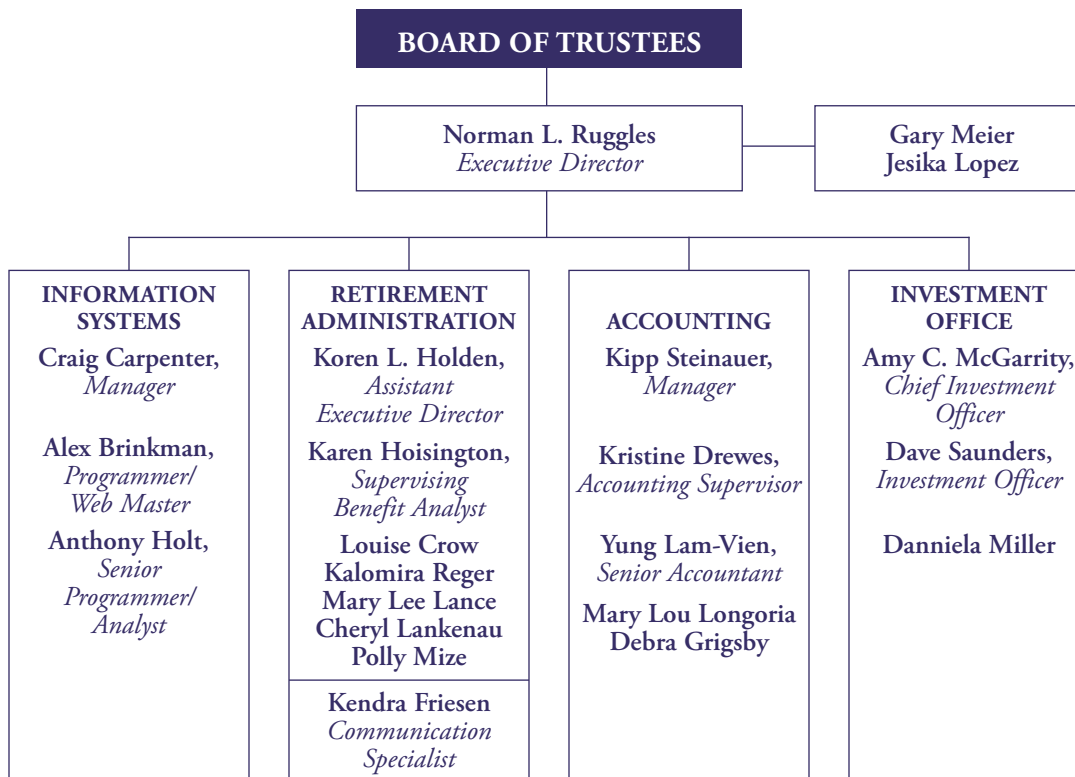 BOARD OF TRUSTEES
Norman L. Ruggles
Executive Director
Gary Meier
Jesika Lopez
INFORMATION
SYSTEMS
Craig Carpenter,
Manager
Alex Brinkman,
Programmer/
Web Master
Anthony Holt,
Senior
Programmer/
Analyst
RETIREMENT
ADMINISTRATION
Koren L. Holden,
Assistant
Executive Director
Karen Hoisington,
Supervising
Benefit Analyst
Louise Crow
Kalomira Reger
Mary Lee Lance
Cheryl Lankenau
Polly Mize
Kendra Friesen
Communication
Specialist
ACCOUNTING
Kipp Steinauer,
Manager
Kristine Drewes,
Accounting Supervisor
Yung Lam-Vien,
Senior Accountant
Mary Lou Longoria
Debra Grigsby
INVESTMENT
OFFICE
Amy C. McGarrity,
Chief Investment
Officer
Dave Saunders,
Investment Officer
Danniela Miller